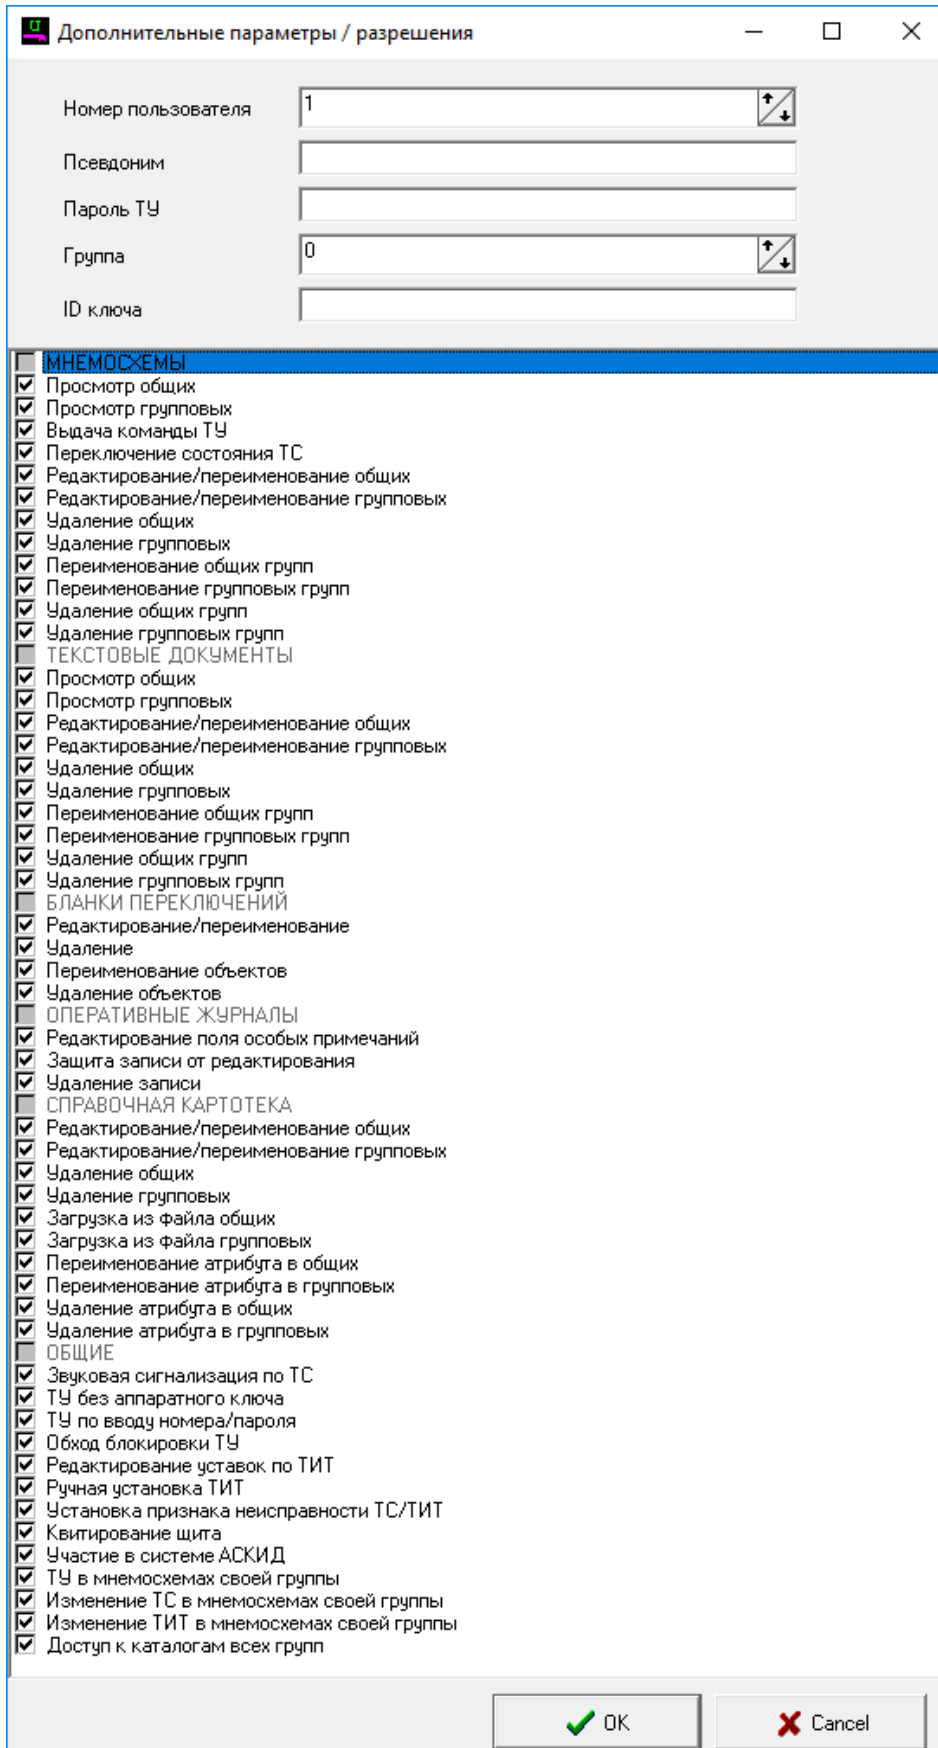 Дополнительные параметры / разрешения
Номер пользователя 1
Псевдоним
Пароль ТУ
Группа 0
ID ключа
МНЕМОСХЕМЫ
Просмотр общих
Просмотр групповых
Выдача команды ТУ
Переключение состояния ТС
Редактирование/переименование общих
Редактирование/переименование групповых
Удаление общих
Удаление групповых
Переименование общих групп
Переименование групповых групп
Удаление общих групп
Удаление групповых групп
ТЕКСТОВЫЕ ДОКУМЕНТЫ
Просмотр общих
Просмотр групповых
Редактирование/переименование общих
Редактирование/переименование групповых
Удаление общих
Удаление групповых
Переименование общих групп
Переименование групповых групп
Удаление общих групп
Удаление групповых групп
БЛАНКИ ПЕРЕКЛЮЧЕНИЙ
Редактирование/переименование
Удаление
Переименование объектов
Удаление объектов
ОПЕРАТИВНЫЕ ЖУРНАЛЫ
Редактирование поля особых примечаний
Защита записи от редактирования
Удаление записи
СПРАВОЧНАЯ КАРТОТЕКА
Редактирование/переименование общих
Редактирование/переименование групповых
Удаление общих
Удаление групповых
Загрузка из файла общих
Загрузка из файла групповых
Переименование атрибута в общих
Переименование атрибута в групповых
Удаление атрибута в общих
Удаление атрибута в групповых
ОБЩИЕ
Звуковая сигнализация по ТС
ТУ без аппаратного ключа
ТУ по вводу номера/пароля
Обход блокировки ТУ
Редактирование уставок по ТИТ
Ручная установка ТИТ
Установка признака неисправности ТС/ТИТ
Квитирование щита
Участие в системе АСКИД
ТУ в мнемосхемах своей группы
Изменение ТС в мнемосхемах своей группы
Изменение ТИТ в мнемосхемах своей группы
Доступ к каталогам всех групп
OK Cancel